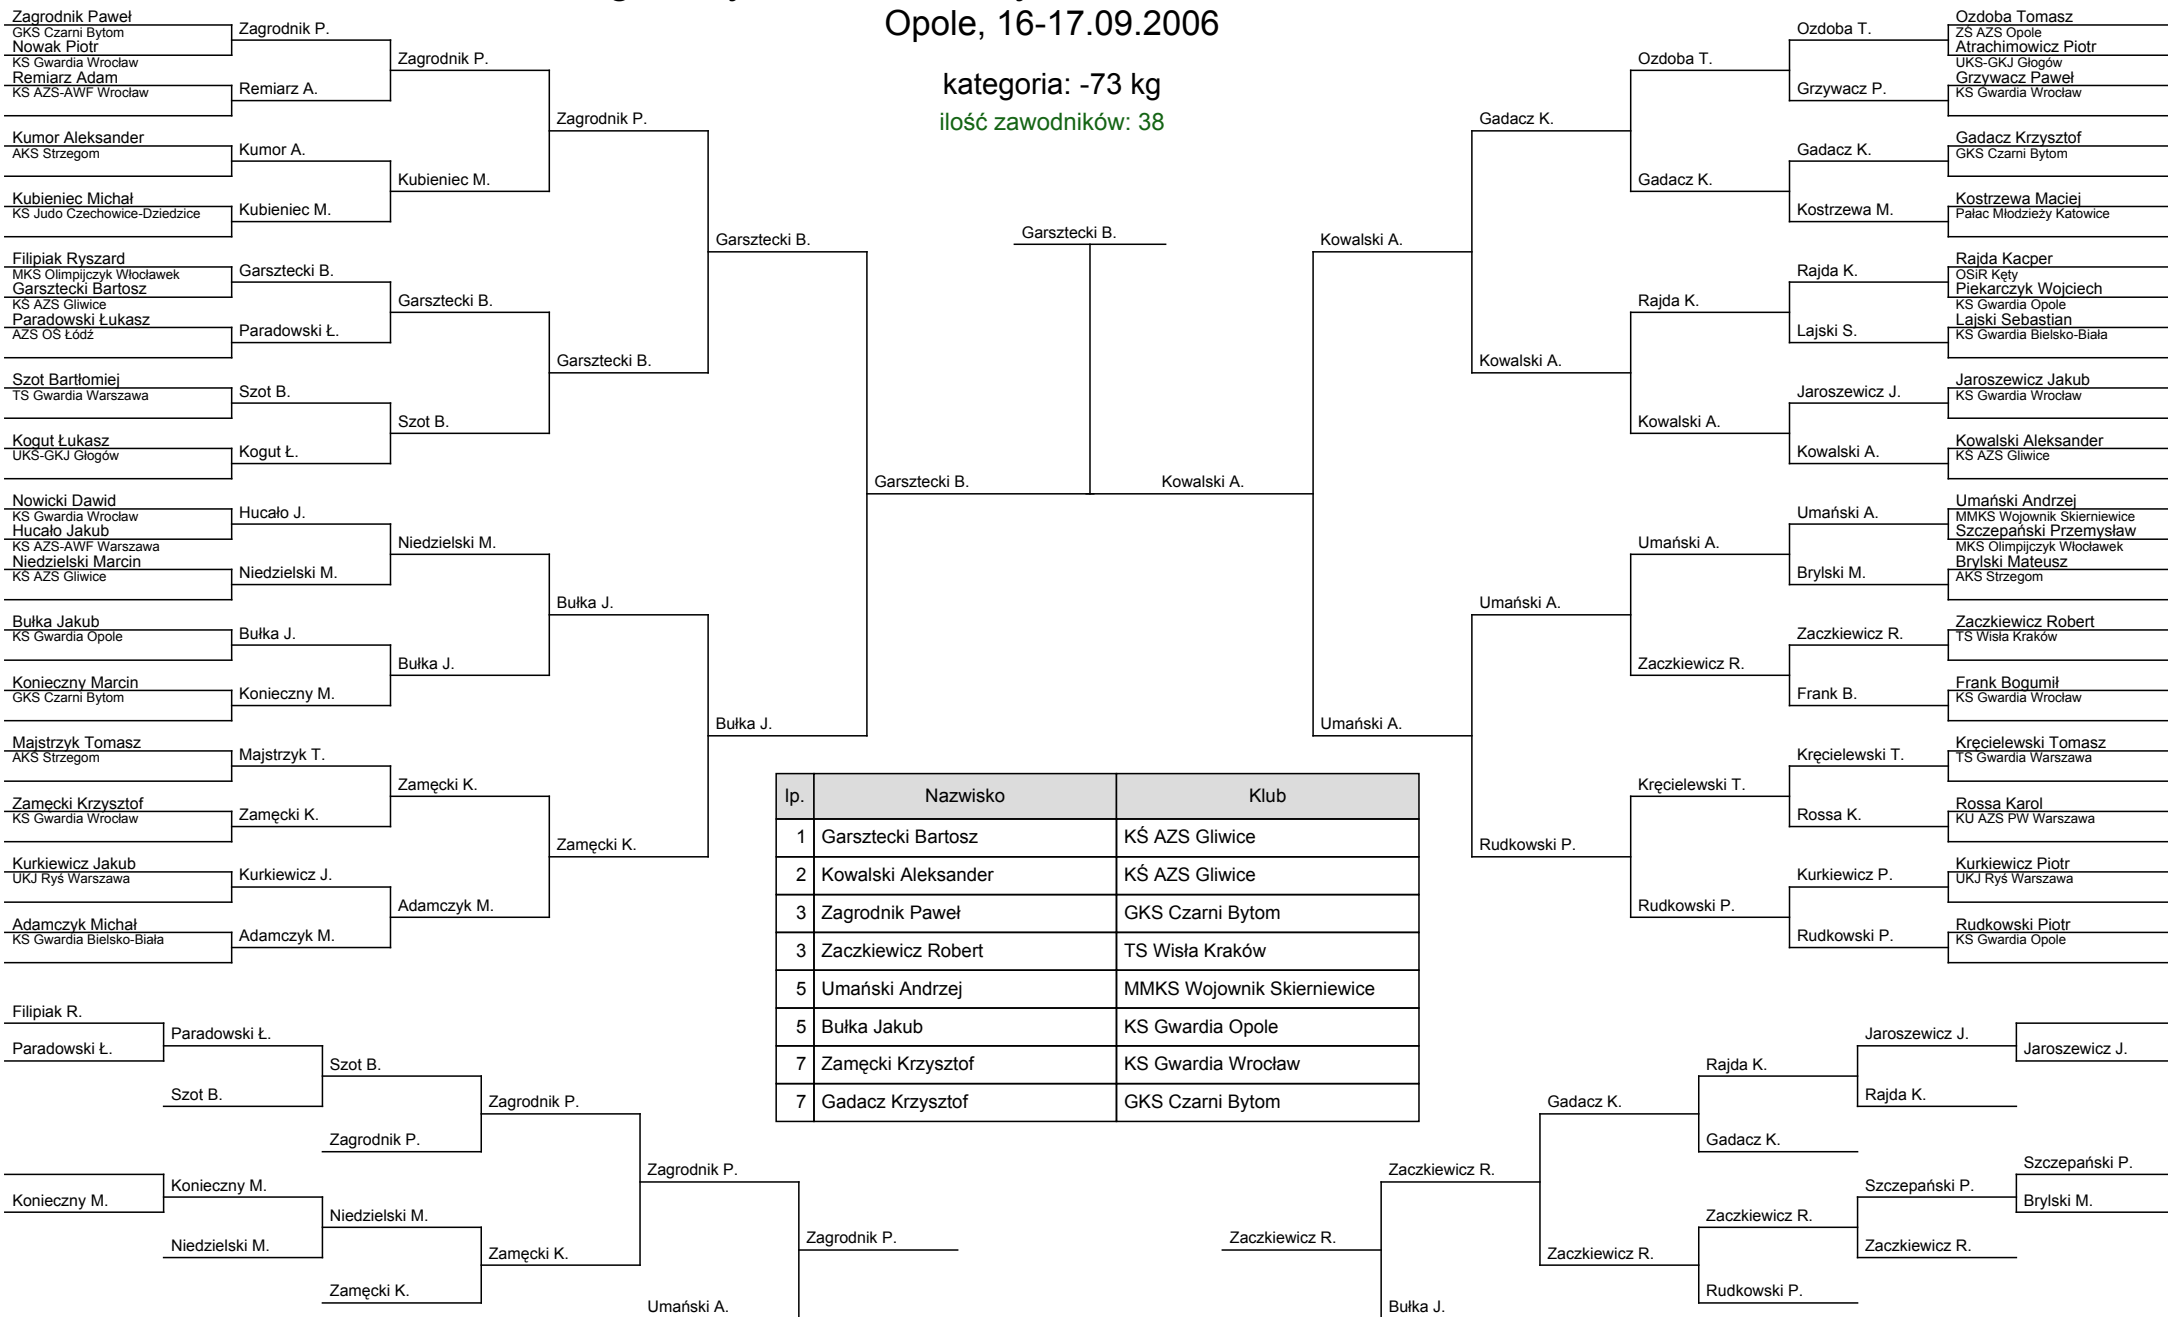 Opole, 16-17.09.2006
kategoria: -73 kg
ilość zawodników: 38
Zagrodnik Paweł
GKS Czarni Bytom
Nowak Piotr
KS Gwardia Wrocław
Remiarz Adam
KS AZS-AWF Wrocław
Kumor Aleksander
AKS Strzegom
Kubieniec Michał
KS Judo Czechowice-Dziedzice
Filipiak Ryszard
MKS Olimpijczyk Włocławek
Garsztecki Bartosz
KŚ AZS Gliwice
Paradowski Łukasz
AZS OŚ Łódź
Szot Bartłomiej
TS Gwardia Warszawa
Kogut Łukasz
UKS-GKJ Głogów
Nowicki Dawid
KS Gwardia Wrocław
Hucało Jakub
KS AZS-AWF Warszawa
Niedzielski Marcin
KŚ AZS Gliwice
Bułka Jakub
KS Gwardia Opole
Konieczny Marcin
GKS Czarni Bytom
Majstrzyk Tomasz
AKS Strzegom
Zamęcki Krzysztof
KS Gwardia Wrocław
Kurkiewicz Jakub
UKJ Ryś Warszawa
Adamczyk Michał
KS Gwardia Bielsko-Biała
Zagrodnik P.
Remiarz A.
Kumor A.
Kubieniec M.
Garsztecki B.
Paradowski Ł.
Szot B.
Kogut Ł.
Hucało J.
Niedzielski M.
Bułka J.
Konieczny M.
Majstrzyk T.
Zamęcki K.
Kurkiewicz J.
Adamczyk M.
Zagrodnik P.
Kubieniec M.
Garsztecki B.
Szot B.
Niedzielski M.
Bułka J.
Zamęcki K.
Adamczyk M.
Zagrodnik P.
Garsztecki B.
Bułka J.
Zamęcki K.
Garsztecki B.
Bułka J.
Garsztecki B.
Garsztecki B.
Kowalski A.
Kowalski A.
Umański A.
Gadacz K.
Kowalski A.
Umański A.
Rudkowski P.
Ozdoba T.
Gadacz K.
Rajda K.
Kowalski A.
Umański A.
Zaczkiewicz R.
Kręcielewski T.
Rudkowski P.
Ozdoba T.
Grzywacz P.
Gadacz K.
Kostrzewa M.
Rajda K.
Lajski S.
Jaroszewicz J.
Kowalski A.
Umański A.
Brylski M.
Zaczkiewicz R.
Frank B.
Kręcielewski T.
Rossa K.
Kurkiewicz P.
Rudkowski P.
Ozdoba Tomasz
ZŚ AZS Opole
Atrachimowicz Piotr
UKS-GKJ Głogów
Grzywacz Paweł
KS Gwardia Wrocław
Gadacz Krzysztof
GKS Czarni Bytom
Kostrzewa Maciej
Pałac Młodzieży Katowice
Rajda Kacper
OSiR Kęty
Piekarczyk Wojciech
KS Gwardia Opole
Lajski Sebastian
KS Gwardia Bielsko-Biała
Jaroszewicz Jakub
KS Gwardia Wrocław
Kowalski Aleksander
KŚ AZS Gliwice
Umański Andrzej
MMKS Wojownik Skierniewice
Szczepański Przemysław
MKS Olimpijczyk Włocławek
Brylski Mateusz
AKS Strzegom
Zaczkiewicz Robert
TS Wisła Kraków
Frank Bogumił
KS Gwardia Wrocław
Kręcielewski Tomasz
TS Gwardia Warszawa
Rossa Karol
KU AZS PW Warszawa
Kurkiewicz Piotr
UKJ Ryś Warszawa
Rudkowski Piotr
KS Gwardia Opole
lp. Nazwisko Klub
1 Garsztecki Bartosz KŚ AZS Gliwice
2 Kowalski Aleksander KŚ AZS Gliwice
3 Zagrodnik Paweł GKS Czarni Bytom
3 Zaczkiewicz Robert TS Wisła Kraków
5 Umański Andrzej MMKS Wojownik Skierniewice
5 Bułka Jakub KS Gwardia Opole
7 Zamęcki Krzysztof KS Gwardia Wrocław
7 Gadacz Krzysztof GKS Czarni Bytom
Filipiak R.
Paradowski Ł.
Konieczny M.
Paradowski Ł.
Szot B.
Konieczny M.
Niedzielski M.
Szot B.
Zagrodnik P.
Niedzielski M.
Zamęcki K.
Zagrodnik P.
Zamęcki K.
Zagrodnik P.
Umański A.
Zagrodnik P.
Zaczkiewicz R.
Zaczkiewicz R.
Bułka J.
Gadacz K.
Zaczkiewicz R.
Rajda K.
Gadacz K.
Zaczkiewicz R.
Rudkowski P.
Jaroszewicz J.
Rajda K.
Szczepański P.
Zaczkiewicz R.
Jaroszewicz J.
Szczepański P.
Brylski M.